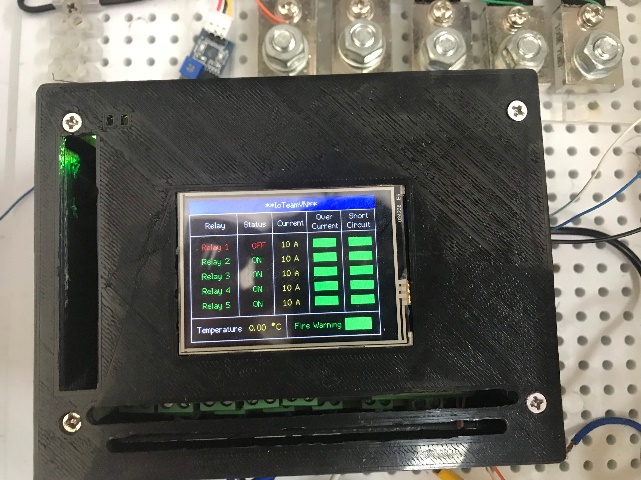 **IoTeamVN**
Relay Status Current Over Current Short Circuit
Relay 1 OFF 10 A
Relay 2 ON 10 A
Relay 3 ON 10 A
Relay 4 ON 10 A
Relay 5 ON 10 A
Temperature 0.00 °C Fire Warning